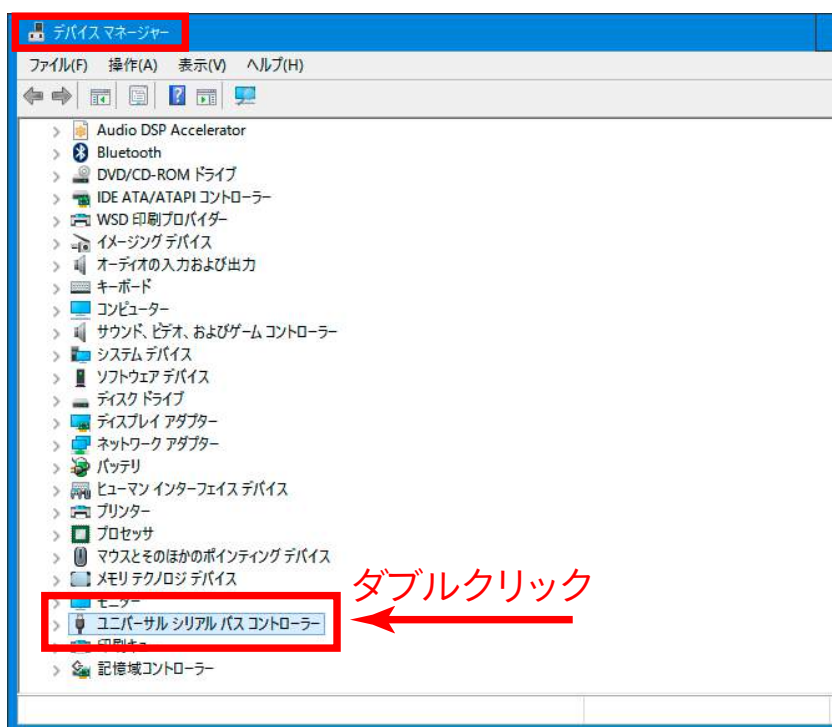 デバイス マネージャー
ファイル(F) 操作(A) 表示(V) ヘルプ(H)
Audio DSP Accelerator
Bluetooth
DVD/CD-ROM ドライブ
IDE ATA/ATAPI コントローラー
WSD 印刷プロバイダー
イメージング デバイス
オーディオの入力および出力
キーボード
コンピューター
サウンド、ビデオ、およびゲーム コントローラー
システム デバイス
ソフトウェア デバイス
ディスク ドライブ
ディスプレイ アダプター
ネットワーク アダプター
バッテリ
ヒューマン インターフェイス デバイス
プリンター
プロセッサ
マウスとそのほかのポインティング デバイス
メモリ テクノロジ デバイス
ダブルクリック
モニター
ユニバーサル シリアル バス コントローラー
印刷キュー
記憶域コントローラー